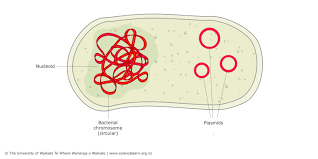 Nucleoid
Bacterial
chromosome
(circular)
Plasmids
© The University of Waikato Te Whare Wānanga o Waikato | www.sciencelearn.org.nz